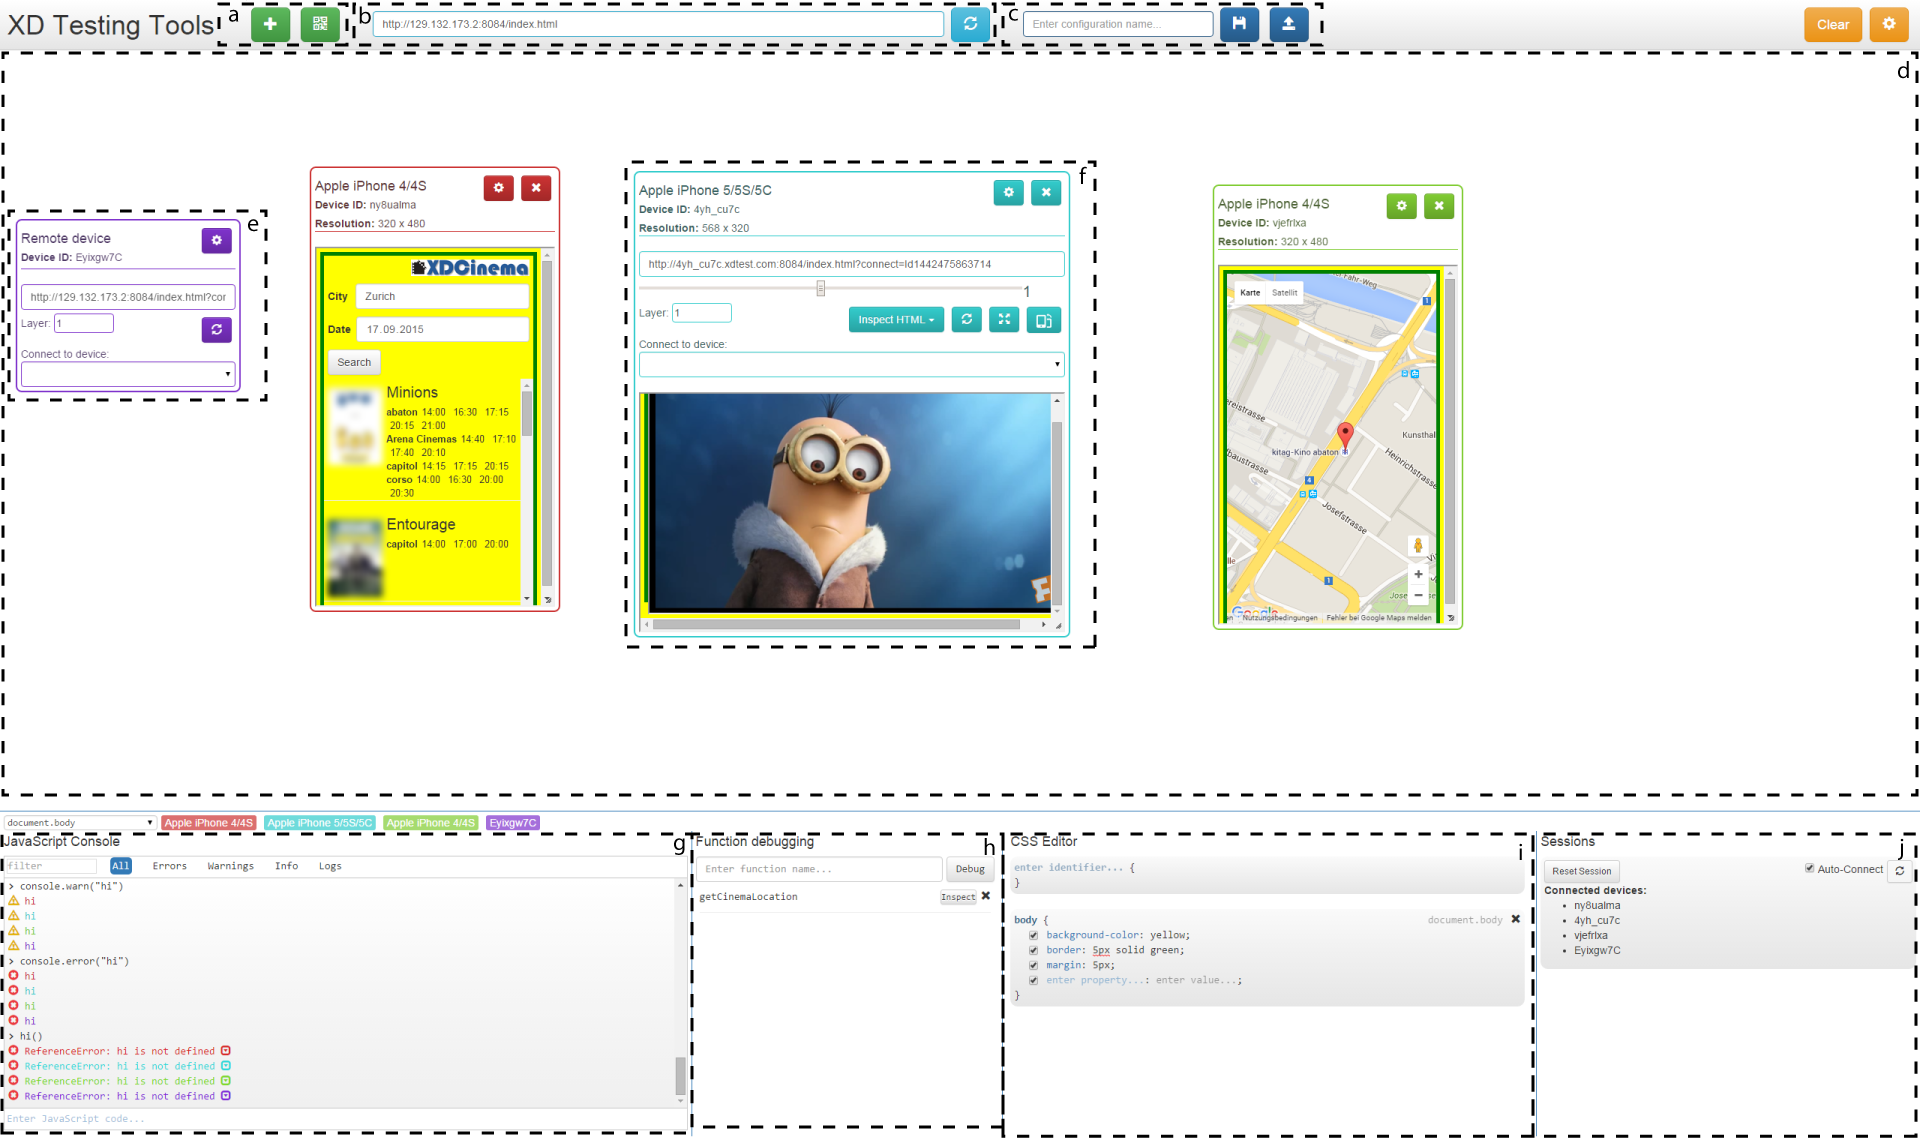 XD Testing Tools
a
b
http://129.132.173.2:8084/index.html
c
Enter configuration name...
Clear
d
e
Remote device
Device ID: Eyixgw7C
http://129.132.173.2:8084/index.html?cor
Layer: 1
Connect to device:
Apple iPhone 4/4S
Device ID: ny8ualma
Resolution: 320 x 480
XDCinema
City Zurich
Date 17.09.2015
Search
Minions
abaton 14:00 16:30 17:15
20:15 21:00
Arena Cinemas 14:40 17:10
17:40 20:10
capitol 14:15 17:15 20:15
corso 14:00 16:30 20:00
20:30
Entourage
capitol 14:00 17:00 20:00
f
Apple iPhone 5/5S/5C
Device ID: 4yh_cu7c
Resolution: 568 x 320
http://4yh_cu7c.xdtest.com:8084/index.html?connect=Id1442475863714
1
Layer: 1
Inspect HTML
Connect to device:
Apple iPhone 4/4S
Device ID: vjefrlxa
Resolution: 320 x 480
-Fahr-Weg
Karte Satellit
1
ereistrasse
Kunsthal
kitag-Kino abaton
lbaustrasse
Heinrichstrasse
4
Josefstrasse
1
lle
Jose
Google
en Nutzungsbedingungen Fehler bei Google Maps melden
document.body
Apple iPhone 4/4S
Apple iPhone 5/5S/5C
Apple iPhone 4/4S
Eyixgw7C
JavaScript Console
g
filter
All Errors Warnings Info Logs
> console.warn("hi")
hi
hi
hi
hi
> console.error("hi")
hi
hi
hi
hi
> hi()
ReferenceError: hi is not defined
ReferenceError: hi is not defined
ReferenceError: hi is not defined
ReferenceError: hi is not defined
Enter JavaScript code...
Function debugging
h
Enter function name...
Debug
getCinemaLocation
Inspect
CSS Editor
i
enter identifier... {
}
body {
document.body
background-color: yellow;
border: 5px solid green;
margin: 5px;
enter property...: enter value...;
}
Sessions
j
Reset Session
Auto-Connect
Connected devices:
ny8ualma
4yh_cu7c
vjefrlxa
Eyixgw7C